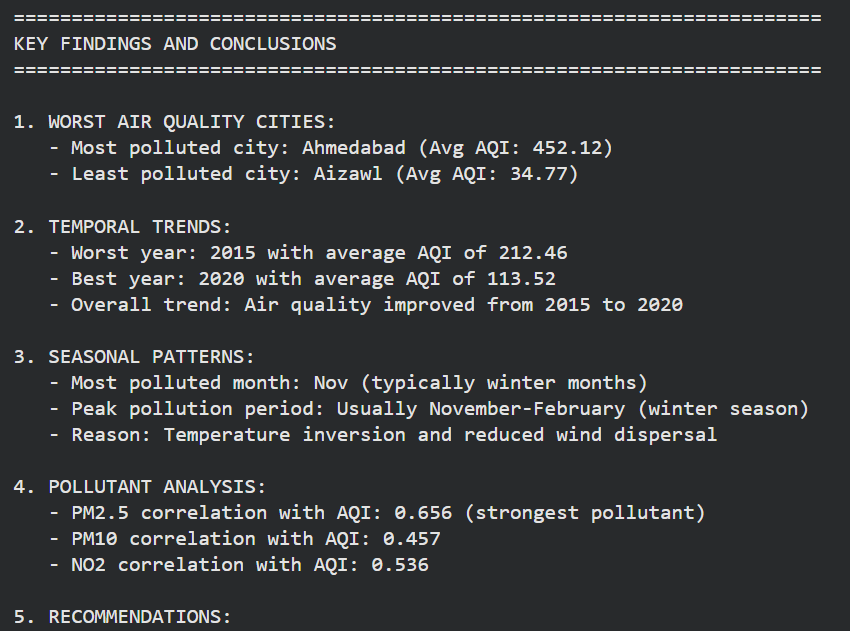 ======================================================================
KEY FINDINGS AND CONCLUSIONS
======================================================================
1. WORST AIR QUALITY CITIES:
- Most polluted city: Ahmedabad (Avg AQI: 452.12)
- Least polluted city: Aizawl (Avg AQI: 34.77)
2. TEMPORAL TRENDS:
- Worst year: 2015 with average AQI of 212.46
- Best year: 2020 with average AQI of 113.52
- Overall trend: Air quality improved from 2015 to 2020
3. SEASONAL PATTERNS:
- Most polluted month: Nov (typically winter months)
- Peak pollution period: Usually November-February (winter season)
- Reason: Temperature inversion and reduced wind dispersal
4. POLLUTANT ANALYSIS:
- PM2.5 correlation with AQI: 0.656 (strongest pollutant)
- PM10 correlation with AQI: 0.457
- NO2 correlation with AQI: 0.536
5. RECOMMENDATIONS: